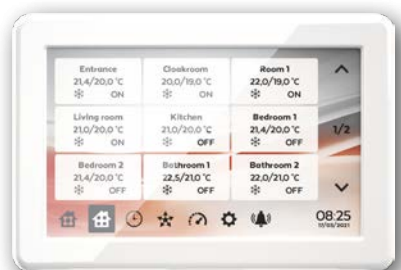 Entrance
21,4/20,0 °C
ON
Cloakroom
20,0/19,0 °C
ON
Room 1
22,0/19,0 °C
ON
Living room
21,0/20,0 °C
ON
Kitchen
21,0/20,0 °C
OFF
Bedroom 1
21,4/20,0 °C
OFF
1/2
Bedroom 2
21,4/20,0 °C
OFF
Bathroom 1
22,5/21,0 °C
OFF
Bathroom 2
22,0/21,0 °C
OFF
08:25
17/05/2021